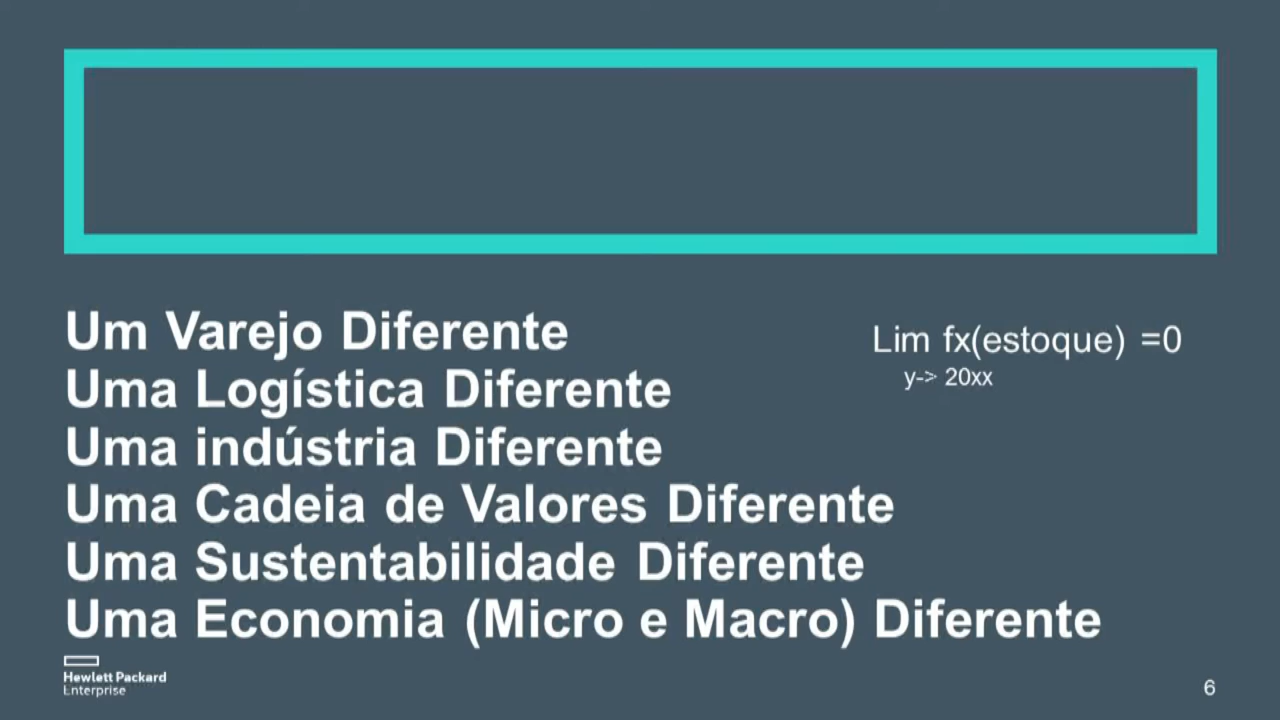 Um Varejo Diferente
Lim fx(estoque) =0
y-> 20xx
Uma Logística Diferente
Uma indústria Diferente
Uma Cadeia de Valores Diferente
Uma Sustentabilidade Diferente
Uma Economia (Micro e Macro) Diferente
Hewlett Packard
Enterprise
6